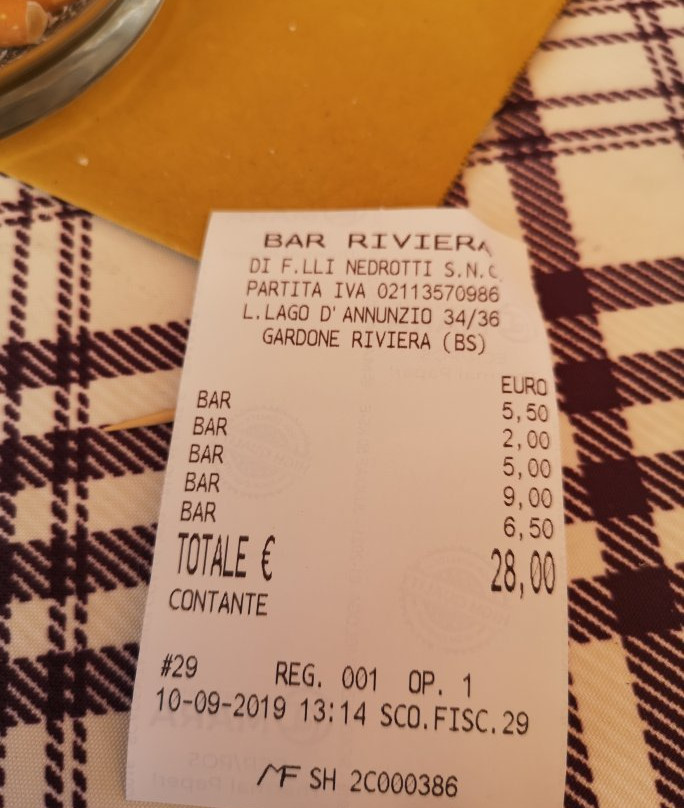 BAR RIVIERA
DI F.LLI NEDROTTI S.N.C
PARTITA IVA 02113570986
L.LAGO D'ANNUNZIO 34/36
GARDONE RIVIERA (BS)
EURO
BAR 5,50
BAR 2,00
BAR 5,00
BAR 9,00
BAR 6,50
TOTALE € 28,00
CONTANTE
#29 REG. 001 OP. 1
10-09-2019 13:14 SCO.FISC.29
MF SH 2C000386